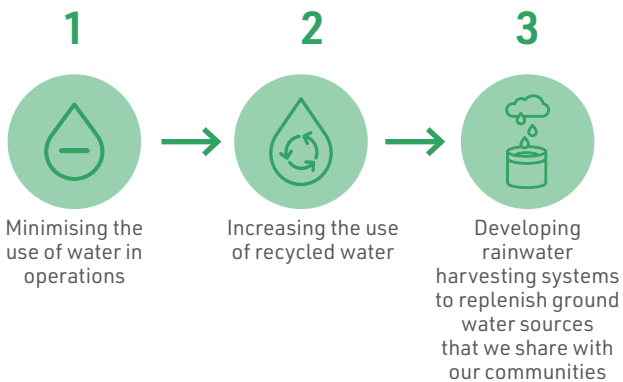 1
Minimising the
use of water in
operations
2
Increasing the use
of recycled water
3
Developing
rainwater
harvesting systems
to replenish ground
water sources
that we share with
our communities